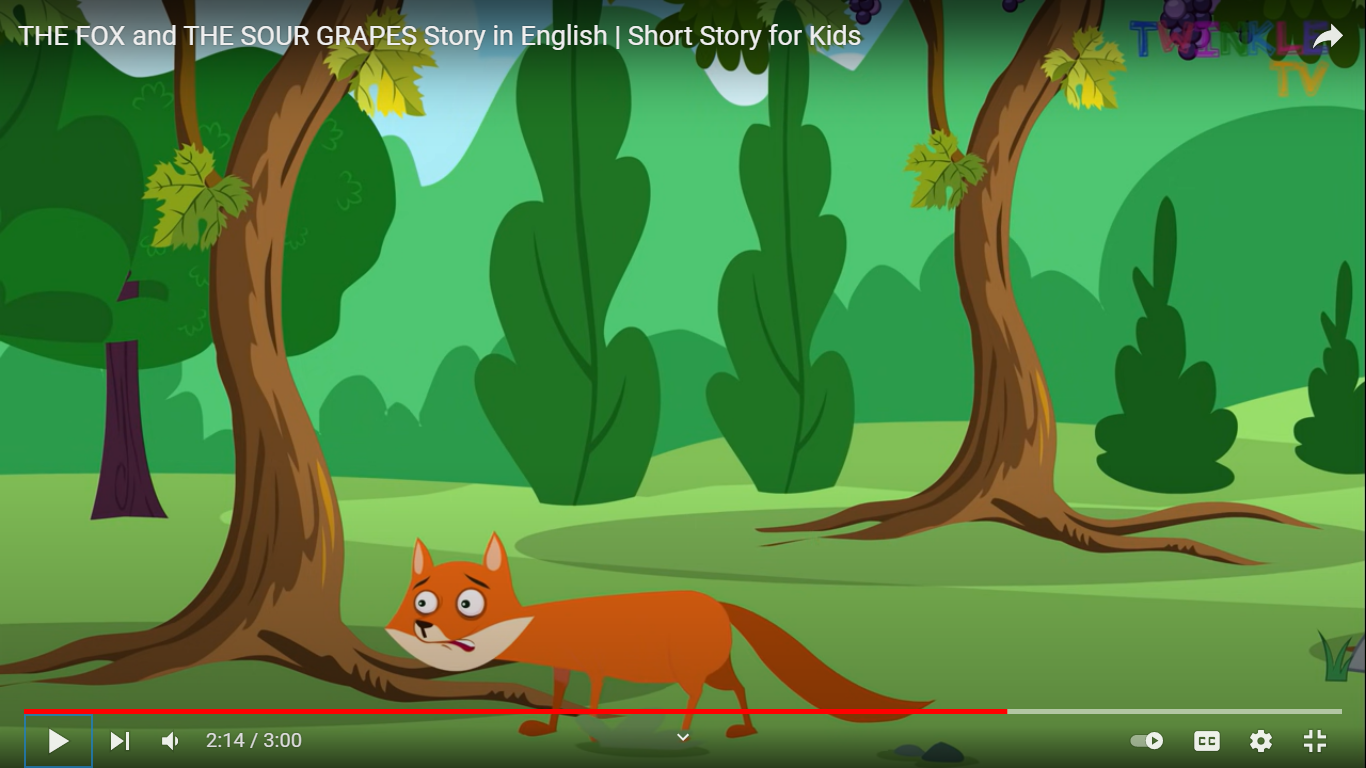 THE FOX and THE SOUR GRAPES Story in English | Short Story for Kids
TWINKLE
TV
2:14 / 3:00
CC